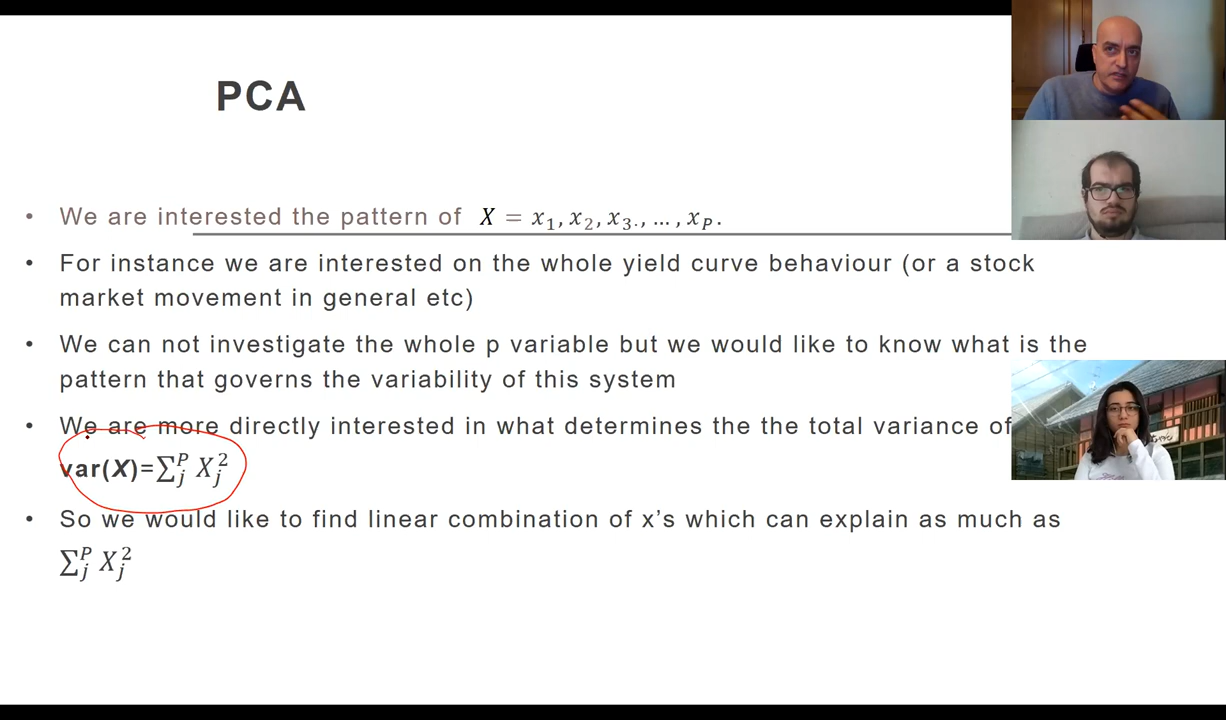 PCA
• We are interested the pattern of X = x₁, x₂, x₃., … , x_P.
• For instance we are interested on the whole yield curve behaviour (or a stock
market movement in general etc)
• We can not investigate the whole p variable but we would like to know what is the
pattern that governs the variability of this system
• We are more directly interested in what determines the the total variance of
var(X)=∑ⱼᴾ Xⱼ²
• So we would like to find linear combination of x’s which can explain as much as
∑ⱼᴾ Xⱼ²